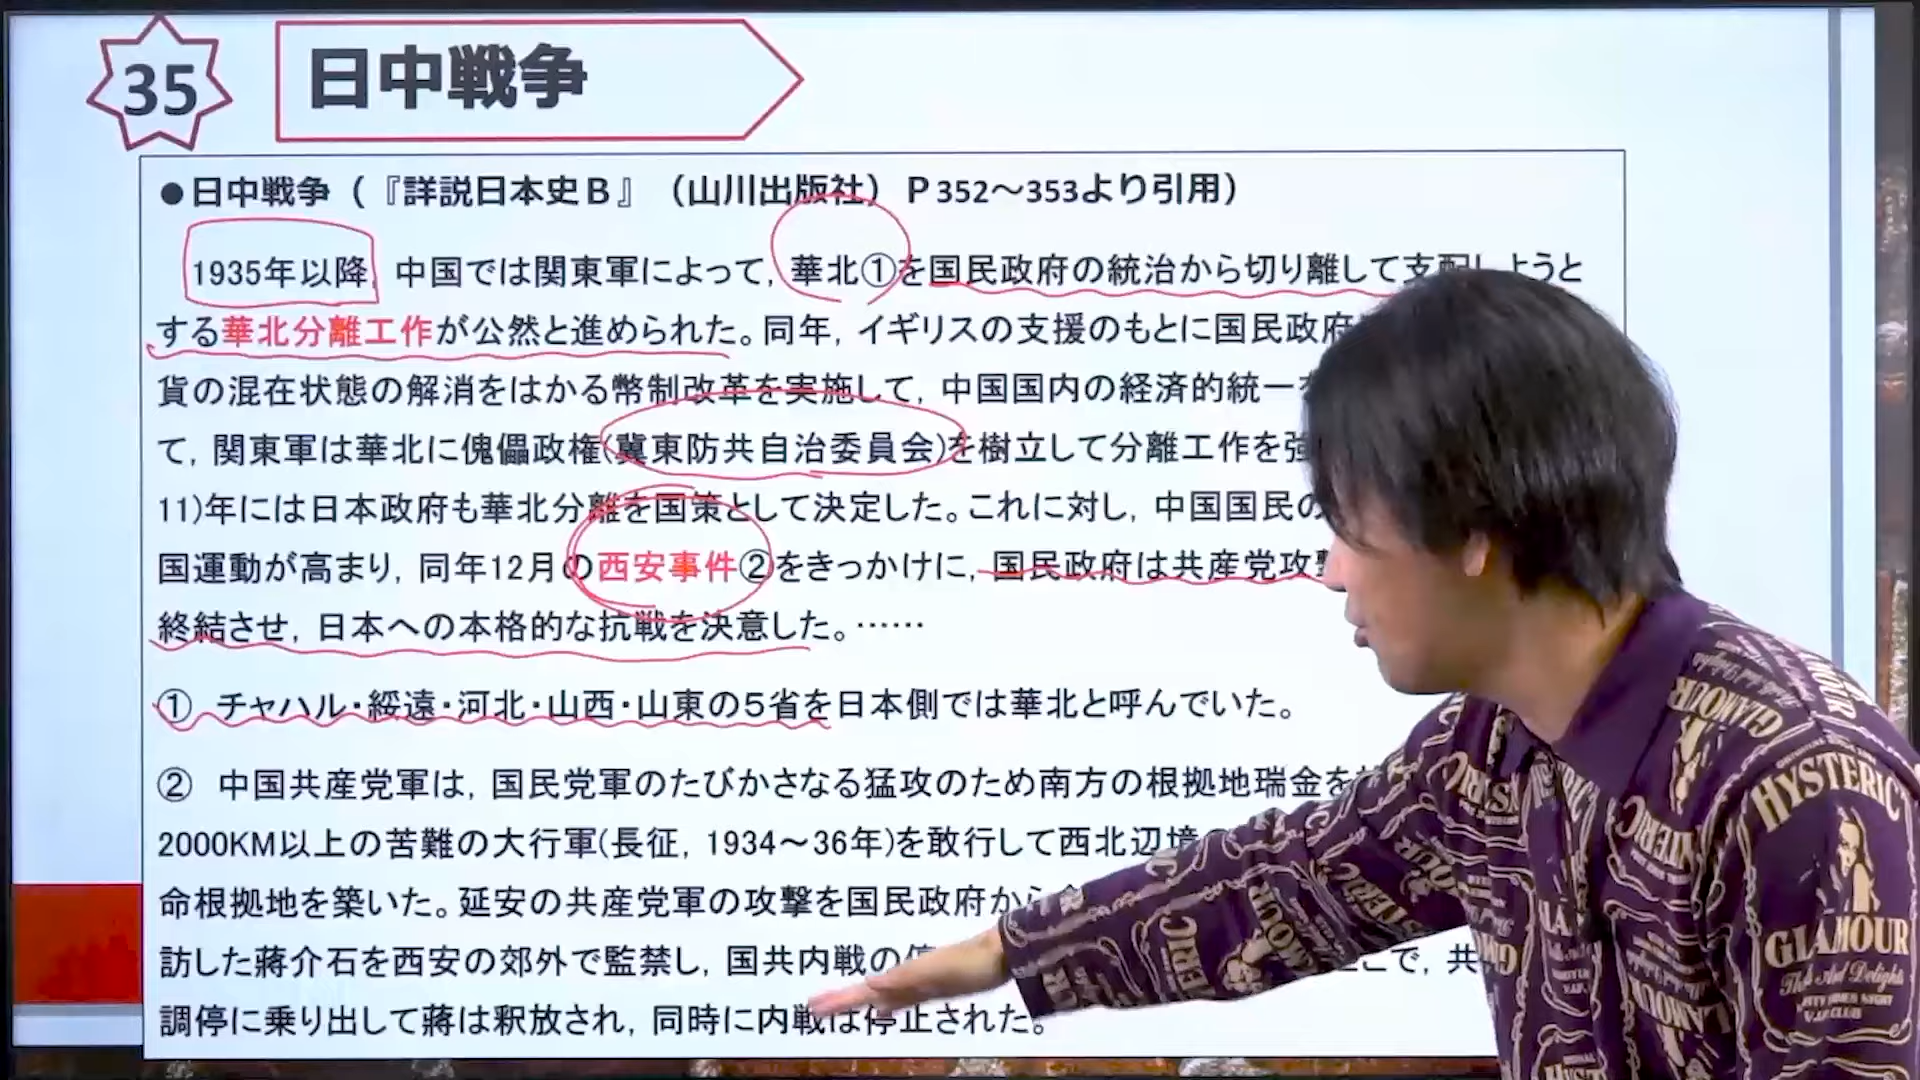 35
日中戦争
●日中戦争（『詳説日本史Ｂ』（山川出版社）Ｐ352～353より引用）
1935年以降, 中国では関東軍によって, 華北①を国民政府の統治から切り離して支配しようと
する華北分離工作が公然と進められた。同年, イギリスの支援のもとに国民政府
貨の混在状態の解消をはかる幣制改革を実施して, 中国国内の経済的統一を
て, 関東軍は華北に傀儡政権(冀東防共自治委員会)を樹立して分離工作を強
11)年には日本政府も華北分離を国策として決定した。これに対し, 中国国民の
国運動が高まり, 同年12月の西安事件②をきっかけに, 国民政府は共産党攻撃
終結させ, 日本への本格的な抗戦を決意した。……
① チャハル・綏遠・河北・山西・山東の５省を日本側では華北と呼んでいた。
② 中国共産党軍は, 国民党軍のたびかさなる猛攻のため南方の根拠地瑞金を
2000KM以上の苦難の大行軍(長征, 1934～36年)を敢行して西北辺境
命根拠地を築いた。延安の共産党軍の攻撃を国民政府から
訪した蔣介石を西安の郊外で監禁し, 国共内戦の
こで, 共
調停に乗り出して蔣は釈放され, 同時に内戦は停止された。
HYSTERIC
GLAMOUR